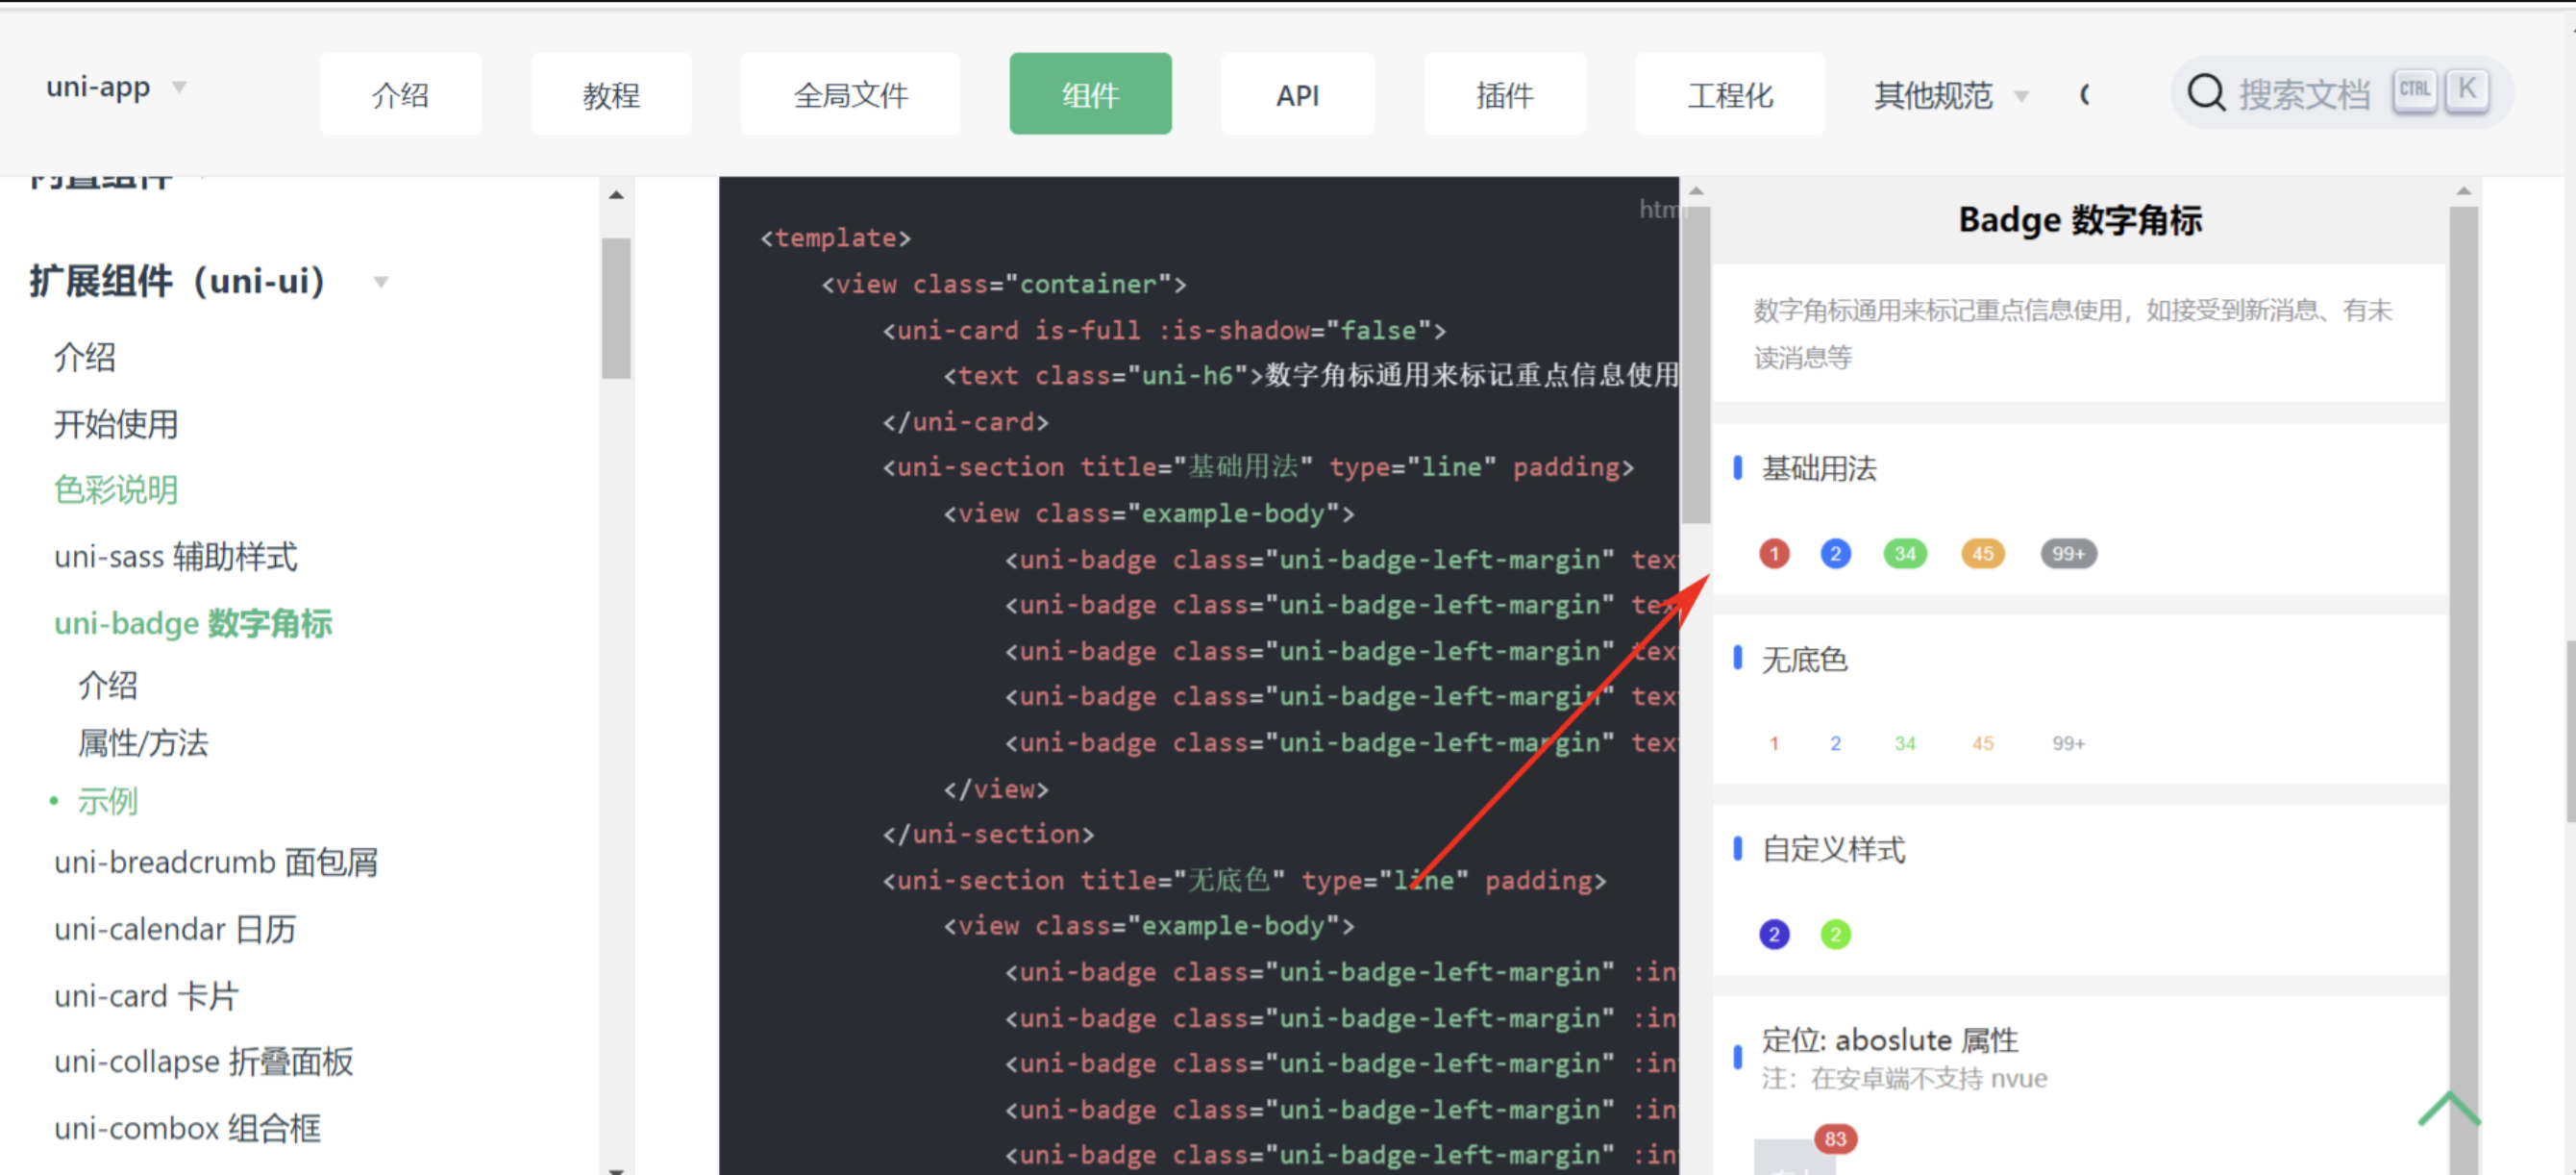 uni-app
介绍
教程
全局文件
组件
API
插件
工程化
其他规范
搜索文档
CTRL
K
内置组件
扩展组件（uni-ui）
介绍
开始使用
色彩说明
uni-sass 辅助样式
uni-badge 数字角标
介绍
属性/方法
示例
uni-breadcrumb 面包屑
uni-calendar 日历
uni-card 卡片
uni-collapse 折叠面板
uni-combox 组合框
html
<template>
<view class="container">
<uni-card is-full :is-shadow="false">
<text class="uni-h6">数字角标通用来标记重点信息使用
</uni-card>
<uni-section title="基础用法" type="line" padding>
<view class="example-body">
<uni-badge class="uni-badge-left-margin" tex
<uni-badge class="uni-badge-left-margin" tex
<uni-badge class="uni-badge-left-margin" tex
<uni-badge class="uni-badge-left-margin" tex
<uni-badge class="uni-badge-left-margin" tex
</view>
</uni-section>
<uni-section title="无底色" type="line" padding>
<view class="example-body">
<uni-badge class="uni-badge-left-margin" :in
<uni-badge class="uni-badge-left-margin" :in
<uni-badge class="uni-badge-left-margin" :in
<uni-badge class="uni-badge-left-margin" :in
<uni-badge class="uni-badge-left-margin" :in
Badge 数字角标
数字角标通用来标记重点信息使用，如接受到新消息、有未
读消息等
基础用法
1 2 34 45 99+
无底色
1 2 34 45 99+
自定义样式
2 2
定位: aboslute 属性
注：在安卓端不支持 nvue
83